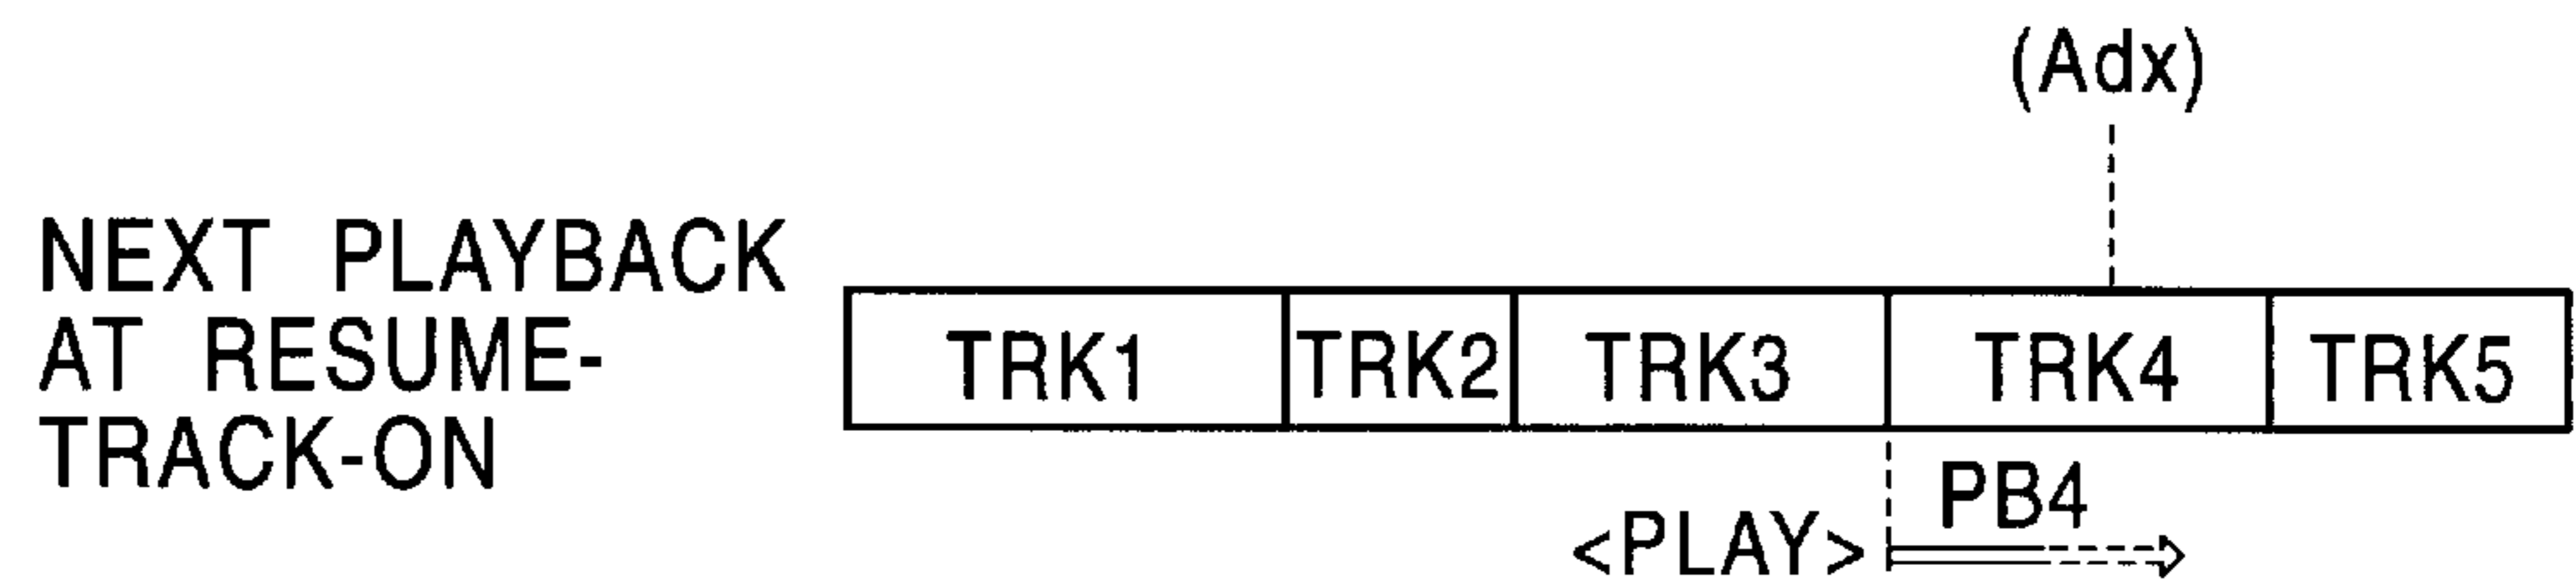 (Adx)
NEXT PLAYBACK
AT RESUME-
TRACK-ON
TRK1 TRK2 TRK3 TRK4 TRK5
PB4
<PLAY>